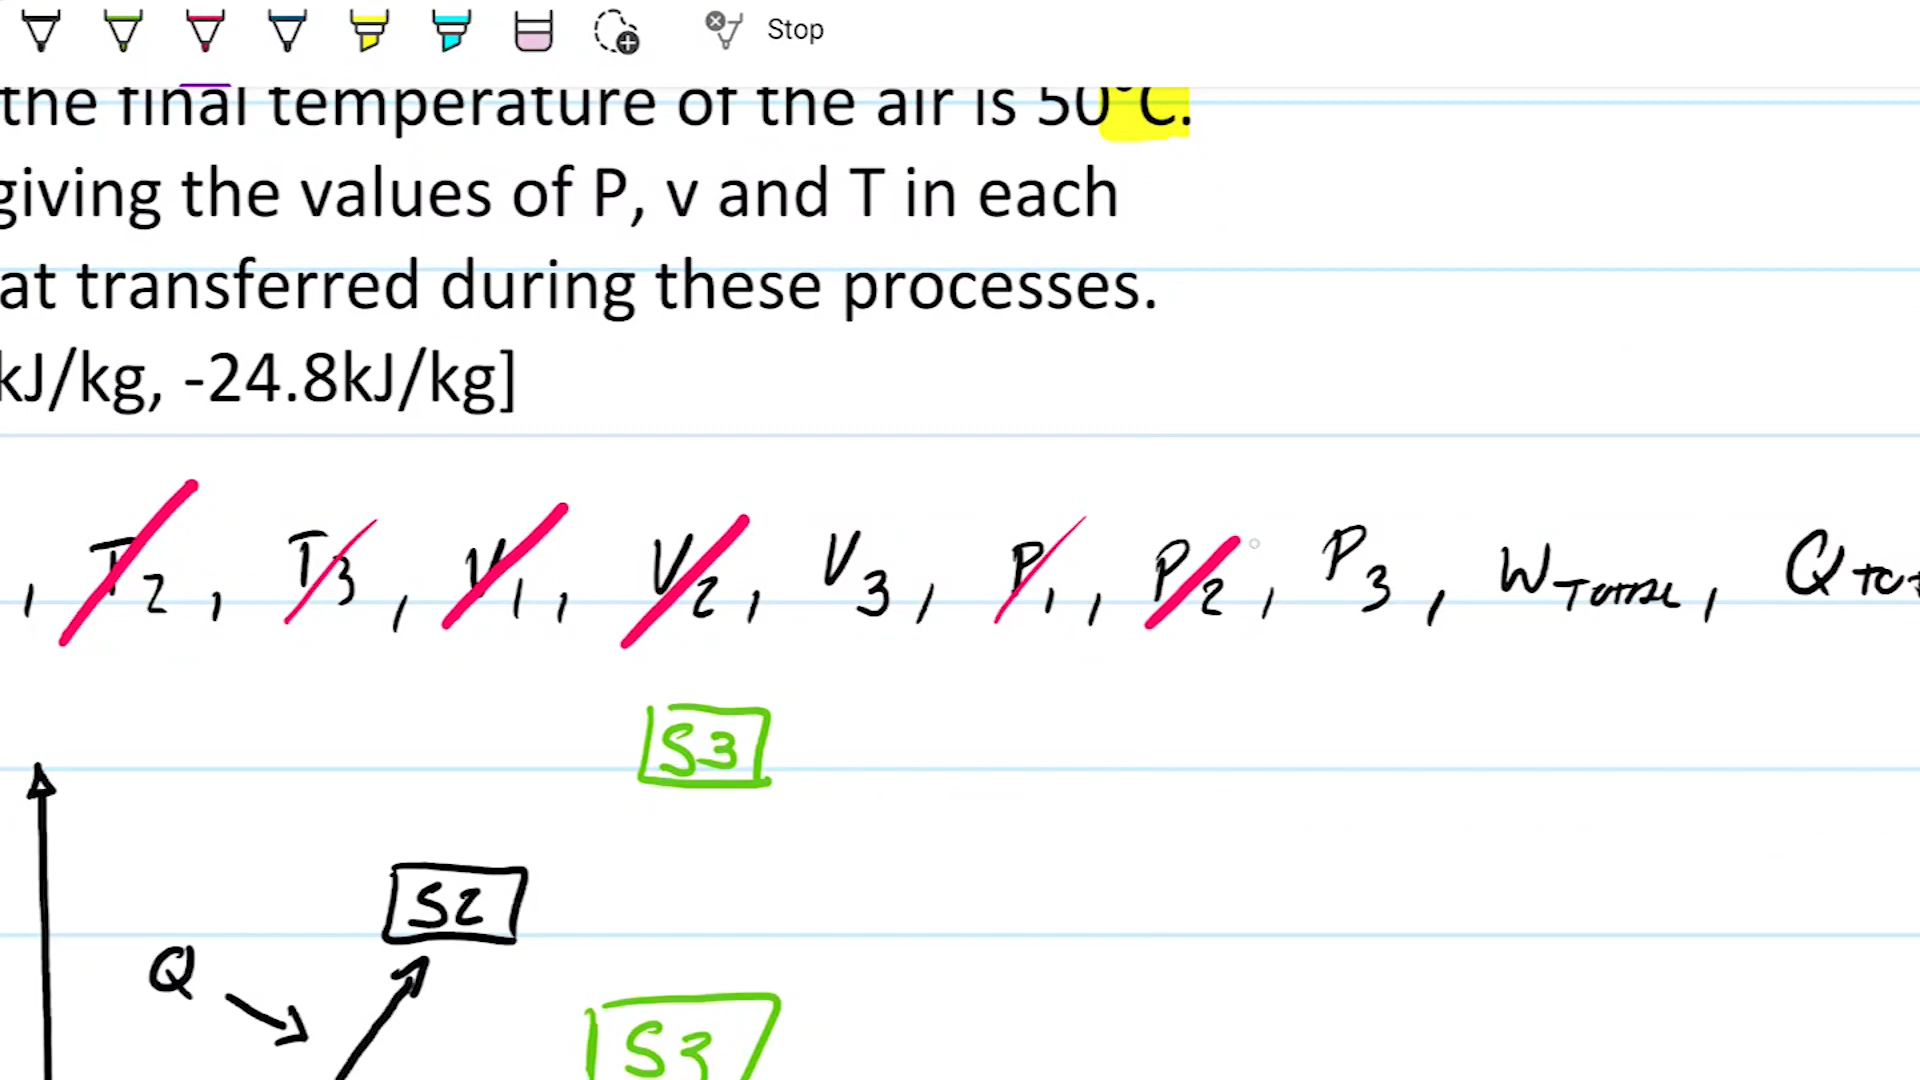 Stop
the final temperature of the air is 50°C.
giving the values of P, v and T in each
at transferred during these processes.
kJ/kg, -24.8kJ/kg]
, T2, T3, V1, V2, V3, P1, P2, P3, WTOTAL, QTOT
S3
S2
Q
S3